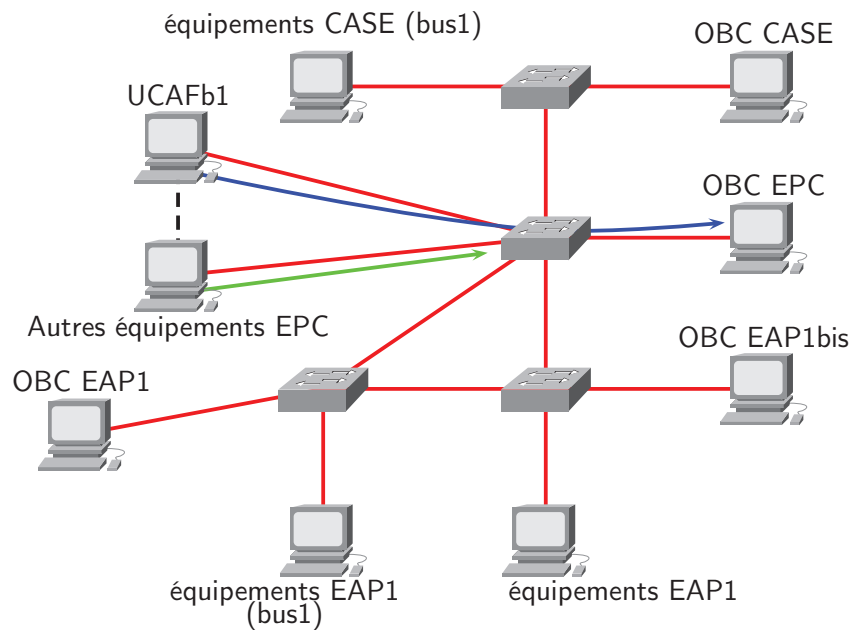 équipements CASE (bus1)
OBC CASE
UCAFb1
OBC EPC
Autres équipements EPC
OBC EAP1bis
OBC EAP1
équipements EAP1
(bus1)
équipements EAP1